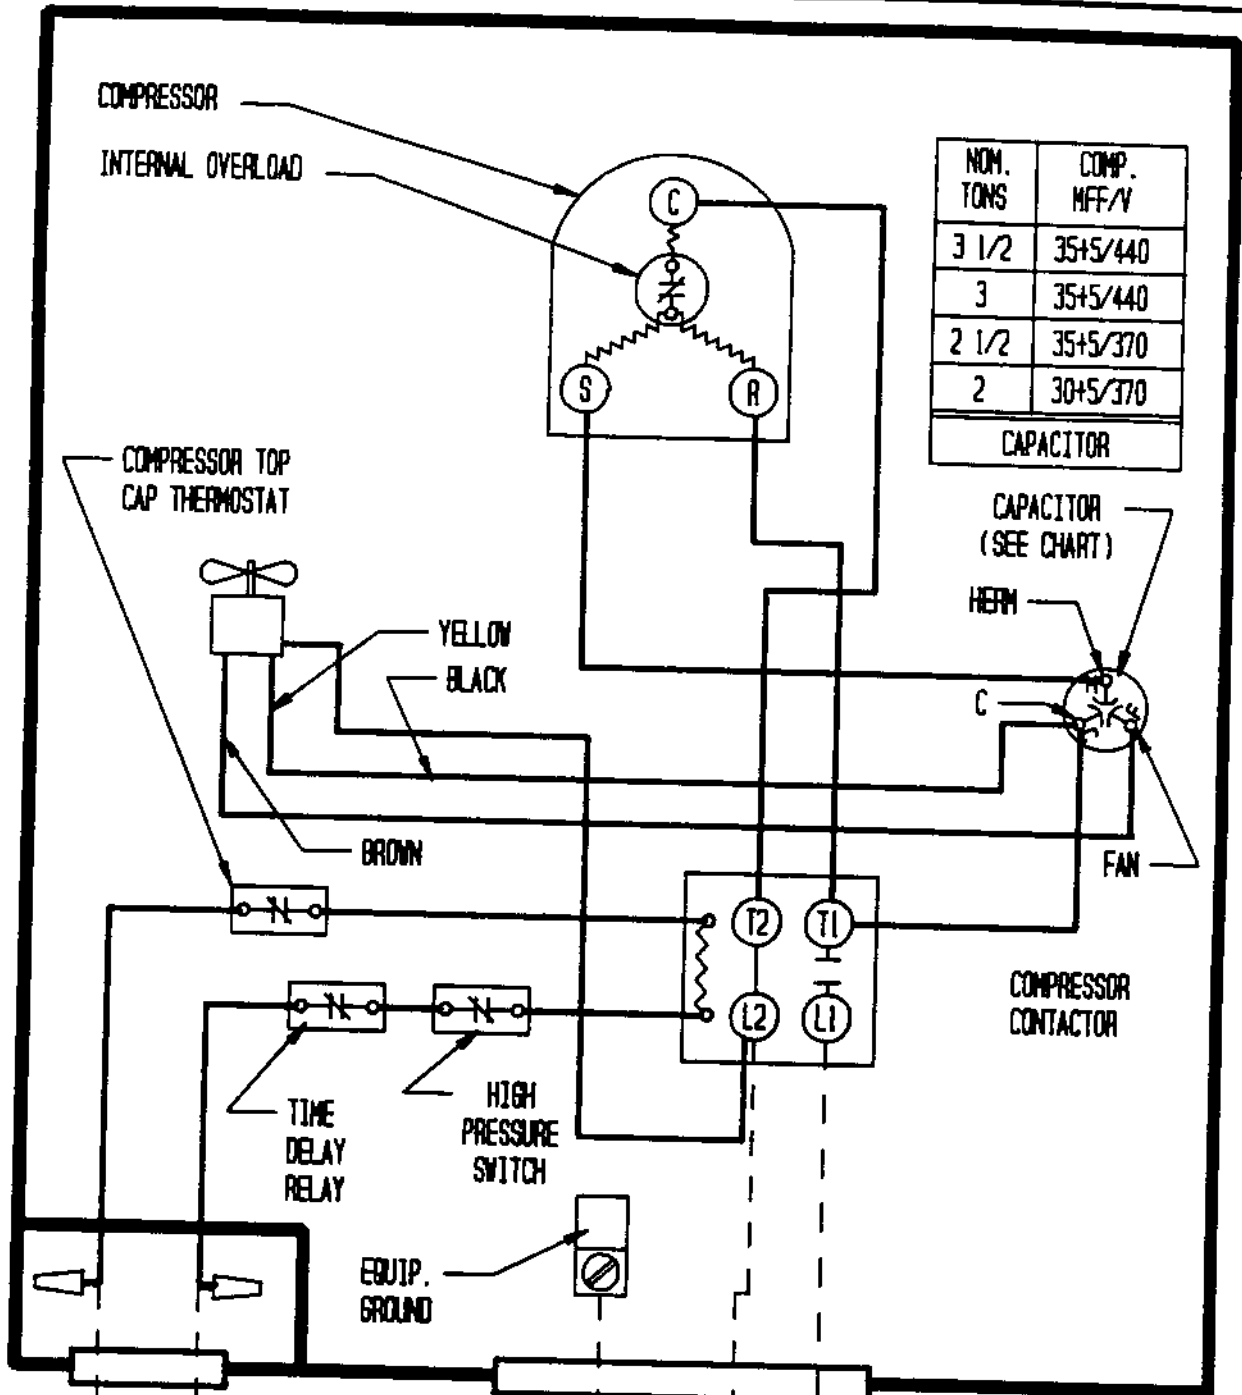 COMPRESSOR
INTERNAL OVERLOAD
C
S
R
NOM. TONS
COMP. MFF/V
3 1/2 35+5/440
3 35+5/440
2 1/2 35+5/370
2 30+5/370
CAPACITOR
COMPRESSOR TOP
CAP THERMOSTAT
CAPACITOR
(SEE CHART)
HERM
YELLOW
BLACK
C
H
C
F
BROWN
FAN
T2
T1
L2
L1
COMPRESSOR
CONTACTOR
TIME
DELAY
RELAY
HIGH
PRESSURE
SWITCH
EQUIP.
GROUND